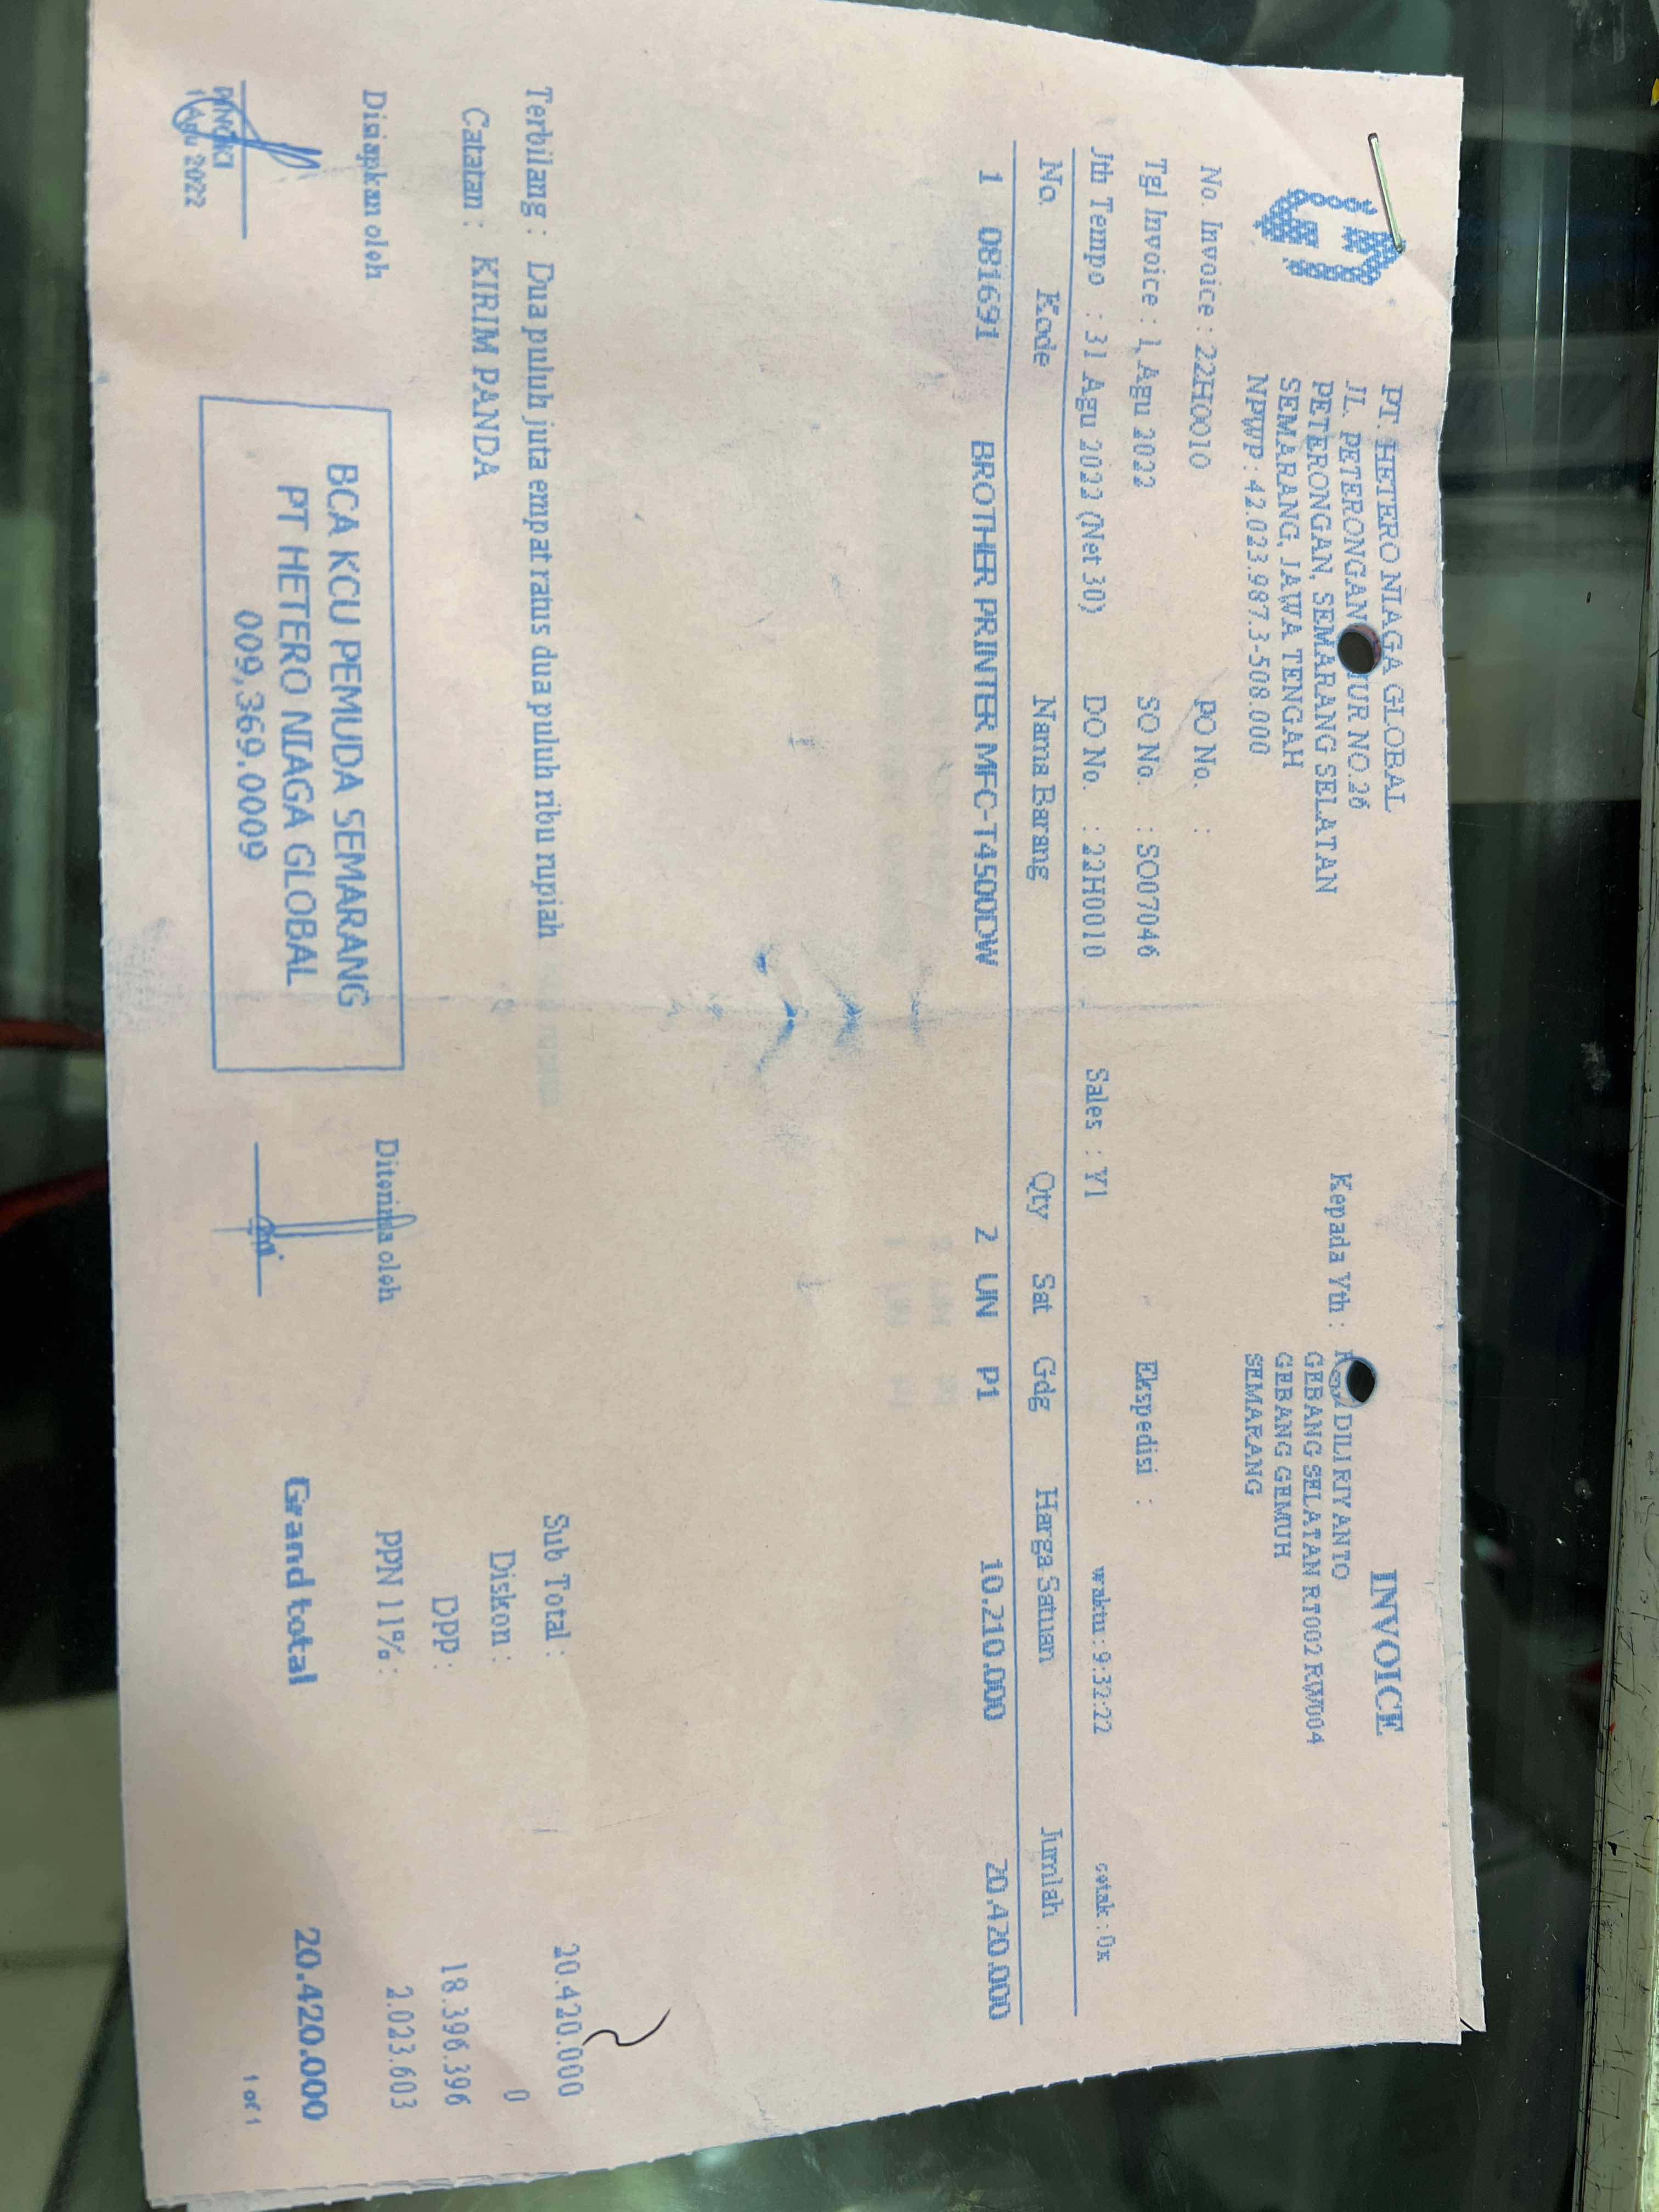 INVOICE
PT. HETERO NIAGA GLOBAL
JL. PETERONGAN UR NO.26
PETERONGAN, SEMARANG SELATAN
SEMARANG, JAWA TENGAH
NPWP : 42.023.987.3-508.000
Kepada Yth : DILI RIYANTO
GEBANG SELATAN RT002 RW004
GEBANG GEMUH
SEMARANG
No. Invoice : 22H0010 PO No. :
Tgl Invoice : 1 Agu 2022 SO No. : SO07046 Ekspedisi :
Jth Tempo : 31 Agu 2022 (Net 30) DO No. : 22H0010 Sales : Y1 waktu : 9:32:22 cetak : 0x
No. Kode Nama Barang Qty Sat Gdg Harga Satuan Jumlah
1 081691 BROTHER PRINTER MFC-T4500DW 2 UN P1 10.210.000 20.420.000
Terbilang : Dua puluh juta empat ratus dua puluh ribu rupiah
Catatan : KIRIM PANDA
Sub Total : 20.420.000
Diskon : 0
DPP : 18.396.396
PPN 11% : 2.023.603
Grand total 20.420.000
Disiapkan oleh
1 Agu 2022
BCA KCU PEMUDA SEMARANG
PT HETERO NIAGA GLOBAL
009.369.0009
Diterima oleh
1 of 1